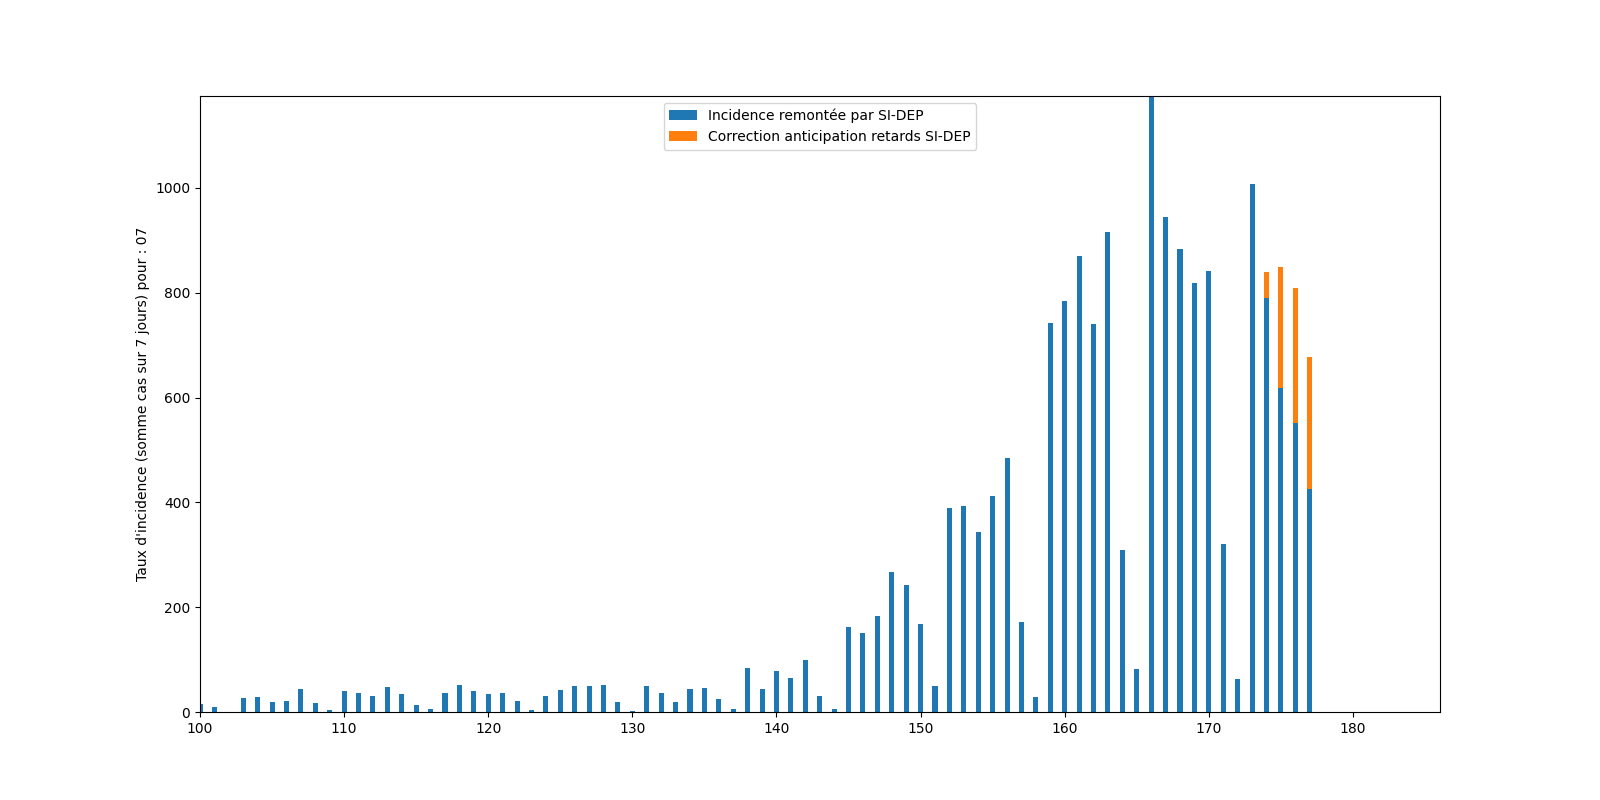 Incidence remontée par SI-DEP
Correction anticipation retards SI-DEP
Taux d'incidence (somme cas sur 7 jours) pour : 07
1000
800
600
400
200
0
100 110 120 130 140 150 160 170 180